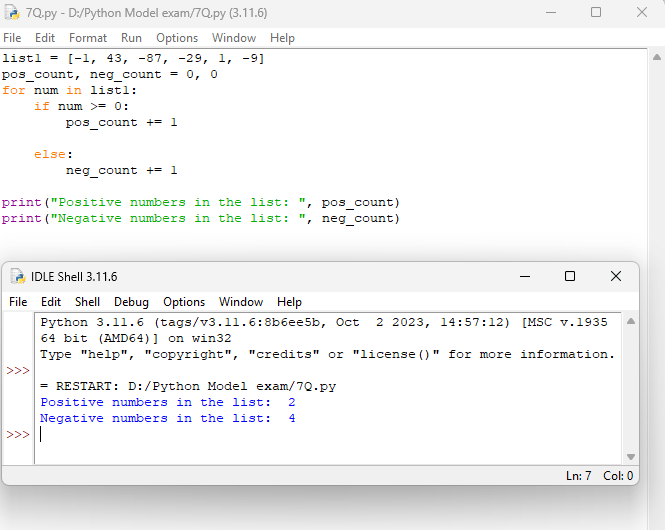 7Q.py - D:/Python Model exam/7Q.py (3.11.6)
File Edit Format Run Options Window Help
list1 = [-1, 43, -87, -29, 1, -9]
pos_count, neg_count = 0, 0
for num in list1:
    if num >= 0:
        pos_count += 1
    else:
        neg_count += 1
print("Positive numbers in the list: ", pos_count)
print("Negative numbers in the list: ", neg_count)
IDLE Shell 3.11.6
File Edit Shell Debug Options Window Help
Python 3.11.6 (tags/v3.11.6:8b6ee5b, Oct  2 2023, 14:57:12) [MSC v.1935
64 bit (AMD64)] on win32
Type "help", "copyright", "credits" or "license()" for more information.
>>>
= RESTART: D:/Python Model exam/7Q.py
Positive numbers in the list:  2
Negative numbers in the list:  4
>>>
Ln: 7 Col: 0